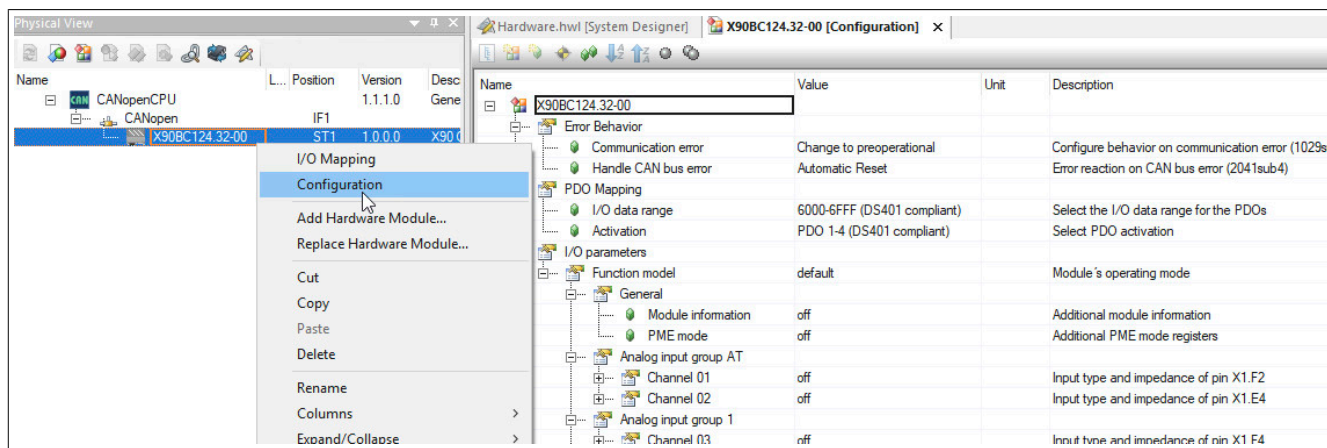 Physical View
Name L... Position Version Desc
CANopenCPU 1.1.1.0 Gene
CANopen IF1
X90BC124.32-00 ST1 1.0.0.0 X90 C
I/O Mapping
Configuration
Add Hardware Module...
Replace Hardware Module...
Cut
Copy
Paste
Delete
Rename
Columns
Expand/Collapse
Hardware.hwl [System Designer] X90BC124.32-00 [Configuration] X
Name Value Unit Description
X90BC124.32-00
Error Behavior
Communication error Change to preoperational Configure behavior on communication error (1029s
Handle CAN bus error Automatic Reset Error reaction on CAN bus error (2041sub4)
PDO Mapping
I/O data range 6000-6FFF (DS401 compliant) Select the I/O data range for the PDOs
Activation PDO 1-4 (DS401 compliant) Select PDO activation
I/O parameters
Function model default Module´s operating mode
General
Module information off Additional module information
PME mode off Additional PME mode registers
Analog input group AT
Channel 01 off Input type and impedance of pin X1.F2
Channel 02 off Input type and impedance of pin X1.E4
Analog input group 1
Channel 03 off Input type and impedance of pin X1.F4